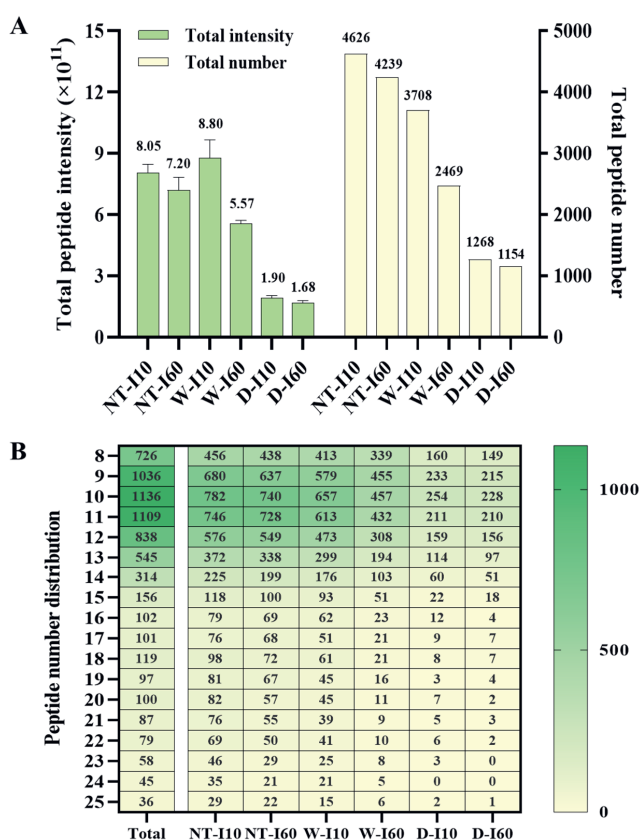 A
15
12
9
6
3
0
Total peptide intensity (×10¹¹)
Total intensity
Total number
8.05
7.20
8.80
5.57
1.90
1.68
4626
4239
3708
2469
1268
1154
5000
4000
3000
2000
1000
0
Total peptide number
NT-I10
NT-I60
W-I10
W-I60
D-I10
D-I60
NT-I10
NT-I60
W-I10
W-I60
D-I10
D-I60
B
Peptide number distribution
8 726 456 438 413 339 160 149
9 1036 680 637 579 455 233 215
10 1136 782 740 657 457 254 228
11 1109 746 728 613 432 211 210
12 838 576 549 473 308 159 156
13 545 372 338 299 194 114 97
14 314 225 199 176 103 60 51
15 156 118 100 93 51 22 18
16 102 79 69 62 23 12 4
17 101 76 68 51 21 9 7
18 119 98 72 61 21 8 7
19 97 81 67 45 16 3 4
20 100 82 57 45 11 7 2
21 87 76 55 39 9 5 3
22 79 69 50 41 10 6 2
23 58 46 29 25 8 3 0
24 45 35 21 21 5 0 0
25 36 29 22 15 6 2 1
Total NT-I10 NT-I60 W-I10 W-I60 D-I10 D-I60
1000
500
0